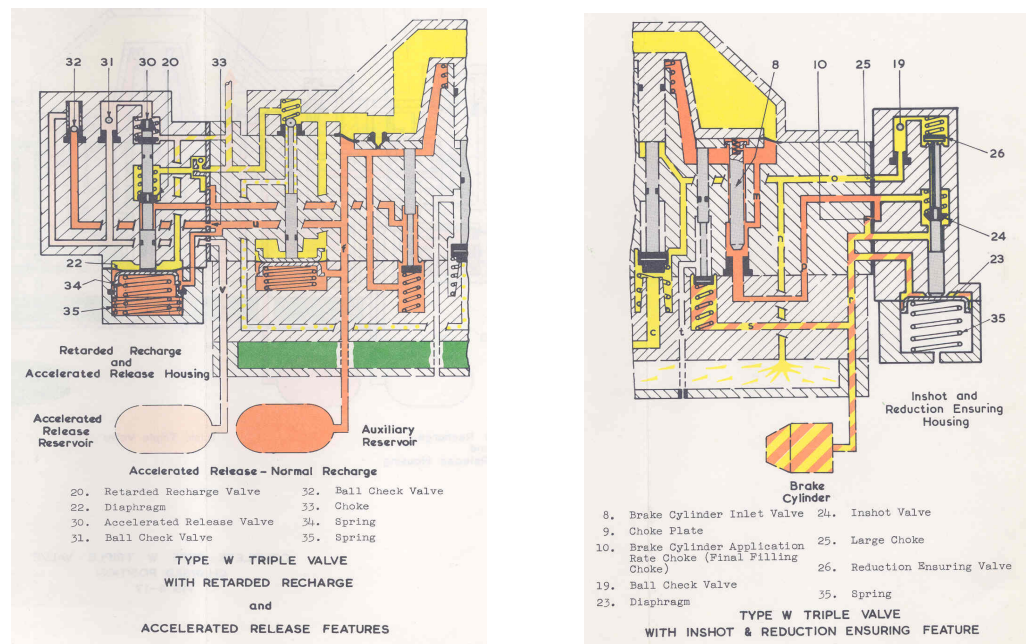 32 31 30 20 33
22
34
35
u
f
v
Retarded Recharge
and
Accelerated Release Housing
Accelerated
Release
Reservoir
Auxiliary
Reservoir
Accelerated Release – Normal Recharge
20. Retarded Recharge Valve
22. Diaphragm
30. Accelerated Release Valve
31. Ball Check Valve
32. Ball Check Valve
33. Choke
34. Spring
35. Spring
TYPE W TRIPLE VALVE
WITH RETARDED RECHARGE
and
ACCELERATED RELEASE FEATURES
8 10 25 19
26
24
23
35
o
m
n
p
r
c
t
s
Inshot and
Reduction Ensuring
Housing
Brake
Cylinder
8. Brake Cylinder Inlet Valve
9. Choke Plate
10. Brake Cylinder Application
Rate Choke (Final Filling
Choke)
19. Ball Check Valve
23. Diaphragm
24. Inshot Valve
25. Large Choke
26. Reduction Ensuring Valve
35. Spring
TYPE W TRIPLE VALVE
WITH INSHOT & REDUCTION ENSURING FEATURE